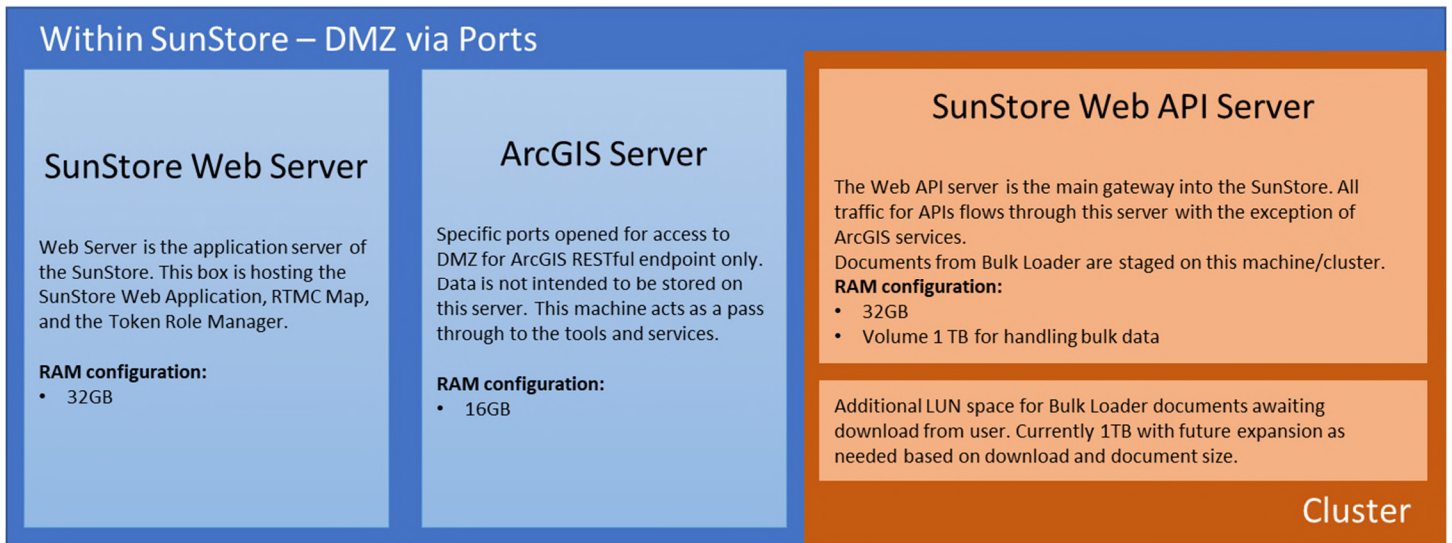 Within SunStore – DMZ via Ports
SunStore Web Server
Web Server is the application server of
the SunStore. This box is hosting the
SunStore Web Application, RTMC Map,
and the Token Role Manager.
RAM configuration:
• 32GB
ArcGIS Server
Specific ports opened for access to
DMZ for ArcGIS RESTful endpoint only.
Data is not intended to be stored on
this server. This machine acts as a pass
through to the tools and services.
RAM configuration:
• 16GB
SunStore Web API Server
The Web API server is the main gateway into the SunStore. All
traffic for APIs flows through this server with the exception of
ArcGIS services.
Documents from Bulk Loader are staged on this machine/cluster.
RAM configuration:
• 32GB
• Volume 1 TB for handling bulk data
Additional LUN space for Bulk Loader documents awaiting
download from user. Currently 1TB with future expansion as
needed based on download and document size.
Cluster